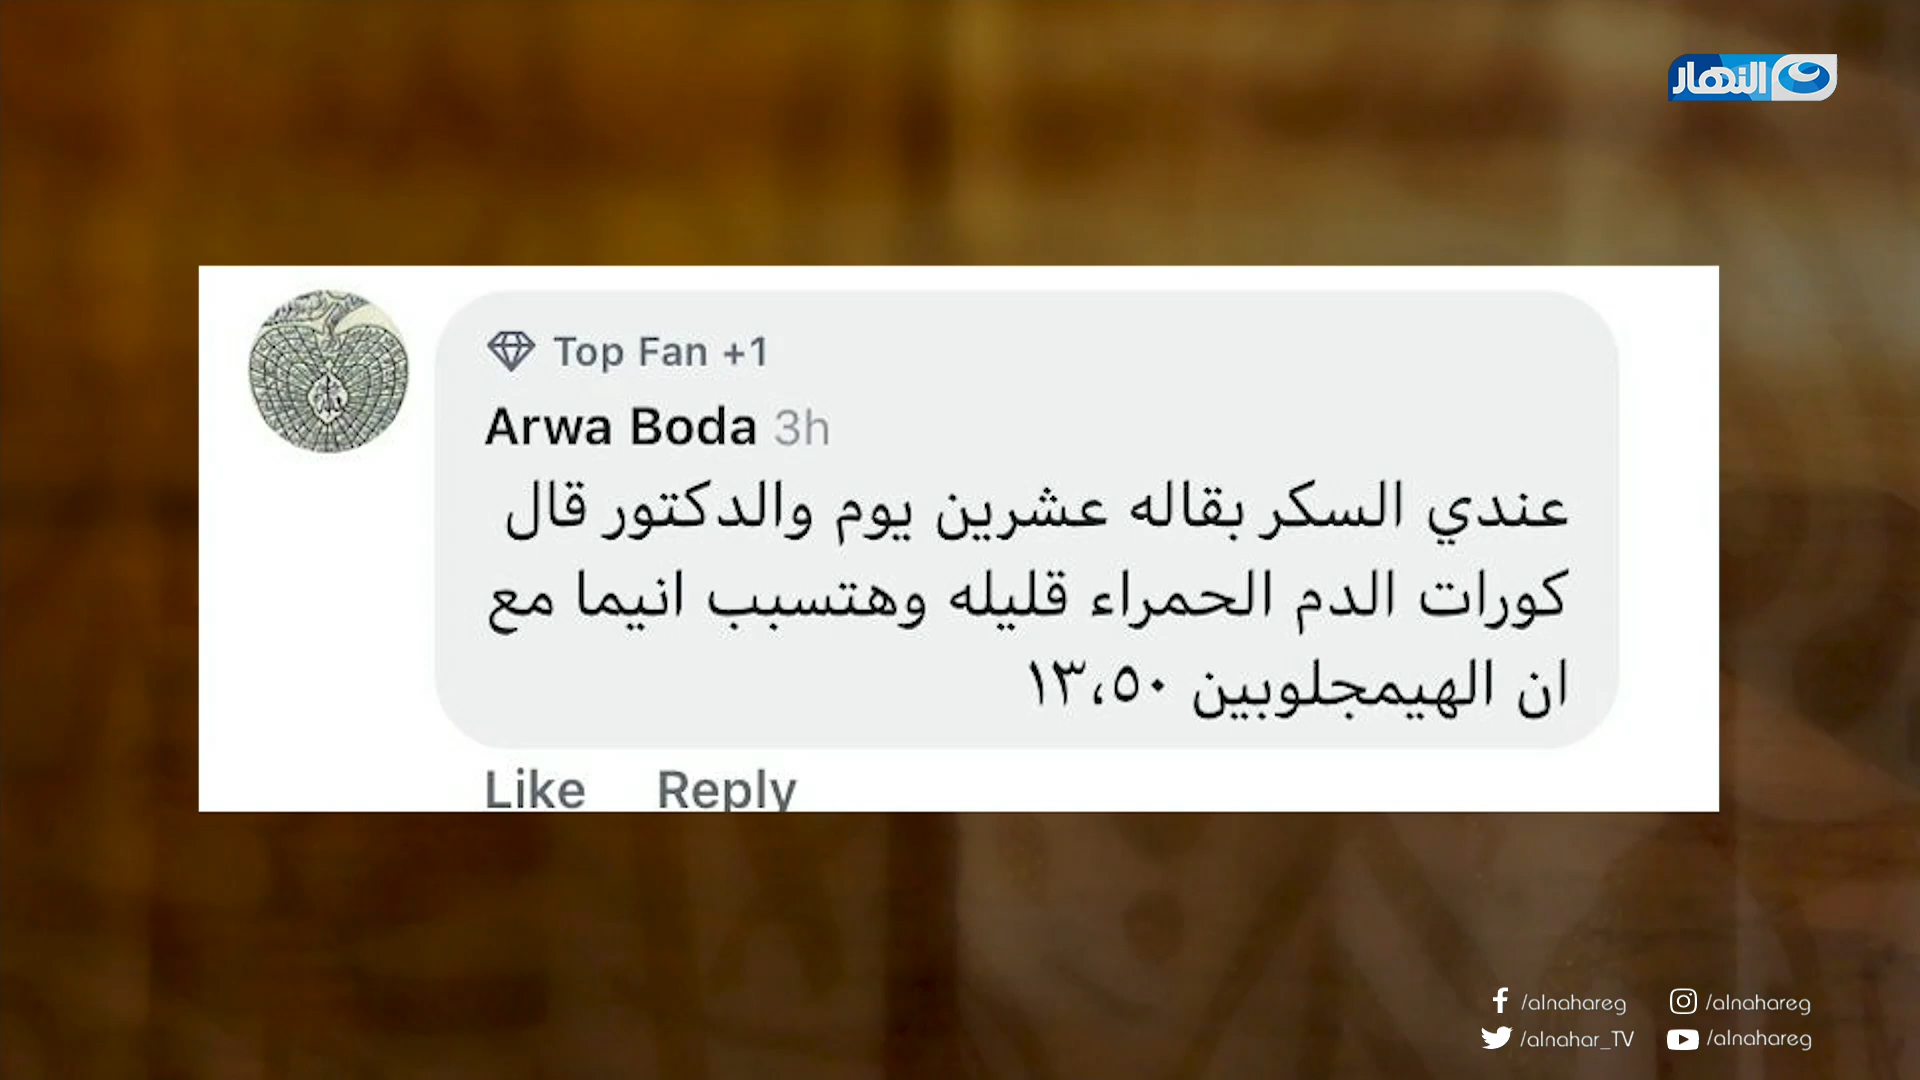 النهار
Top Fan +1
Arwa Boda 3h
عندي السكر بقاله عشرين يوم والدكتور قال
كورات الدم الحمراء قليله وهتسبب انيما مع
ان الهيمجلوبين ١٣،٥٠
Like Reply
/alnahareg /alnahareg
/alnahar_TV /alnahareg